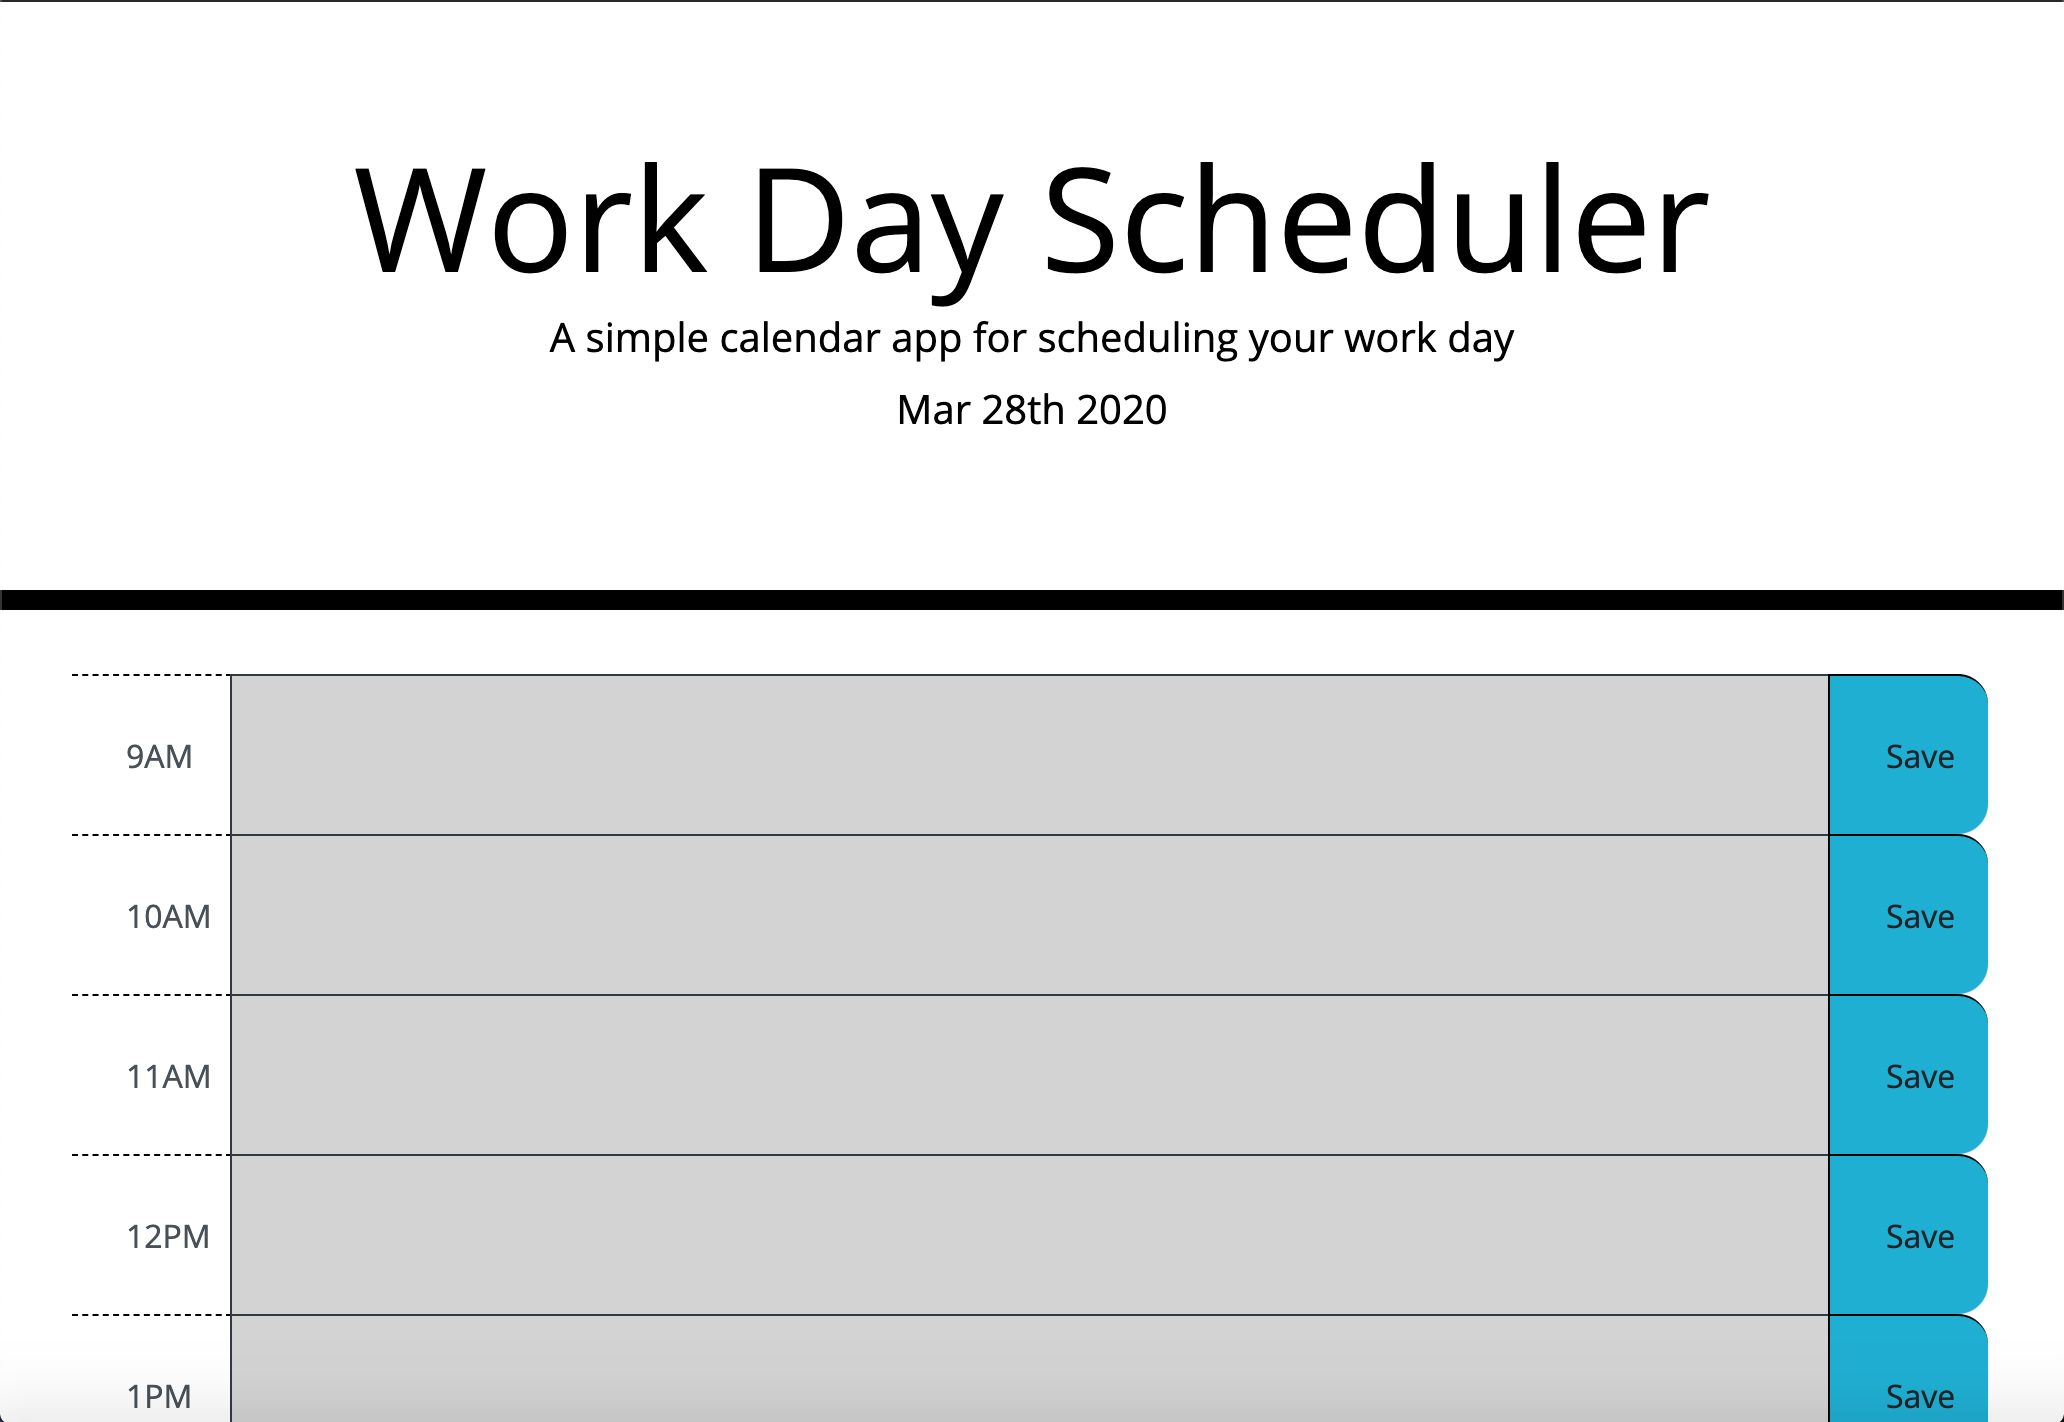 Work Day Scheduler
A simple calendar app for scheduling your work day
Mar 28th 2020
9AM Save
10AM Save
11AM Save
12PM Save
1PM Save